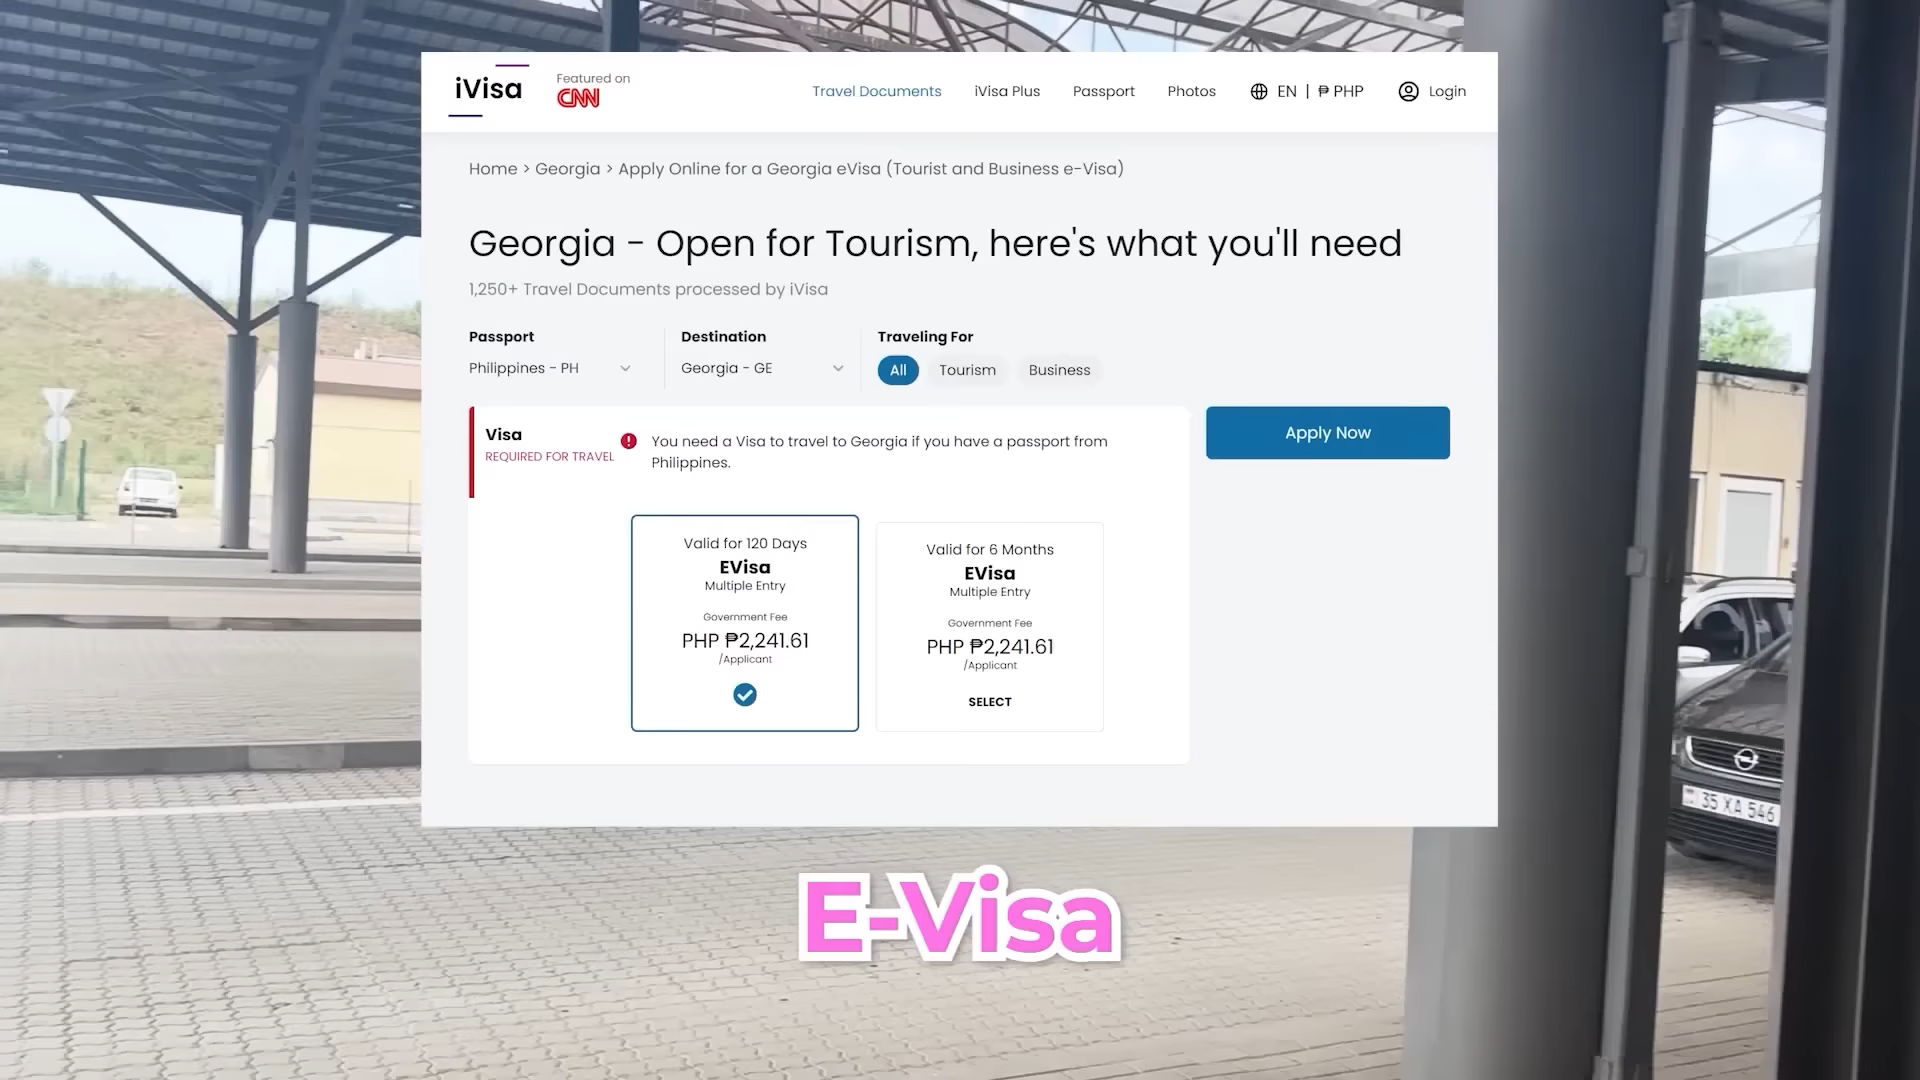 iVisa
Featured on
CNN
Travel Documents
iVisa Plus
Passport
Photos
EN | ₱ PHP
Login
Home > Georgia > Apply Online for a Georgia eVisa (Tourist and Business e-Visa)
Georgia - Open for Tourism, here's what you'll need
1,250+ Travel Documents processed by iVisa
Passport
Philippines - PH
Destination
Georgia - GE
Traveling For
All
Tourism
Business
Visa
REQUIRED FOR TRAVEL
You need a Visa to travel to Georgia if you have a passport from
Philippines.
Apply Now
Valid for 120 Days
EVisa
Multiple Entry
Government Fee
PHP ₱2,241.61
/Applicant
Valid for 6 Months
EVisa
Multiple Entry
Government Fee
PHP ₱2,241.61
/Applicant
SELECT
35 XA 546
E-Visa